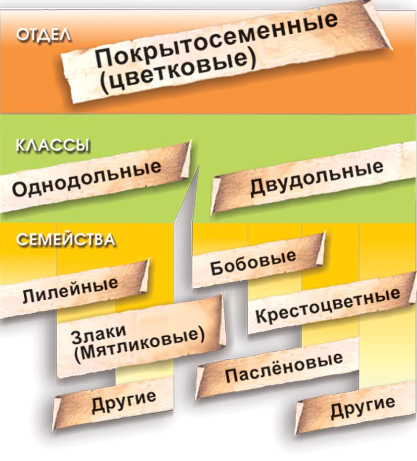 ОТДЕЛ
Покрытосеменные
(цветковые)
КЛАССЫ
Однодольные
Двудольные
СЕМЕЙСТВА
Лилейные
Злаки
(Мятликовые)
Другие
Бобовые
Крестоцветные
Паслёновые
Другие